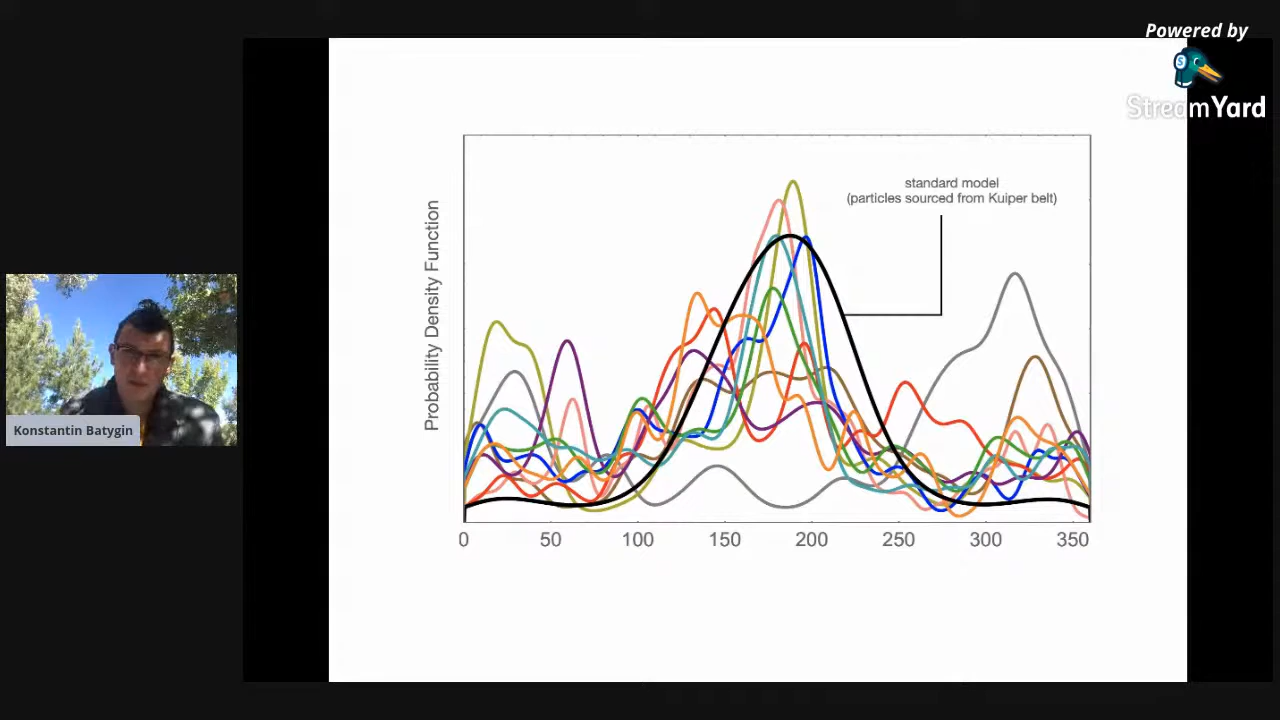 Powered by
StreamYard
standard model
(particles sourced from Kuiper belt)
Probability Density Function
Konstantin Batygin
0 50 100 150 200 250 300 350